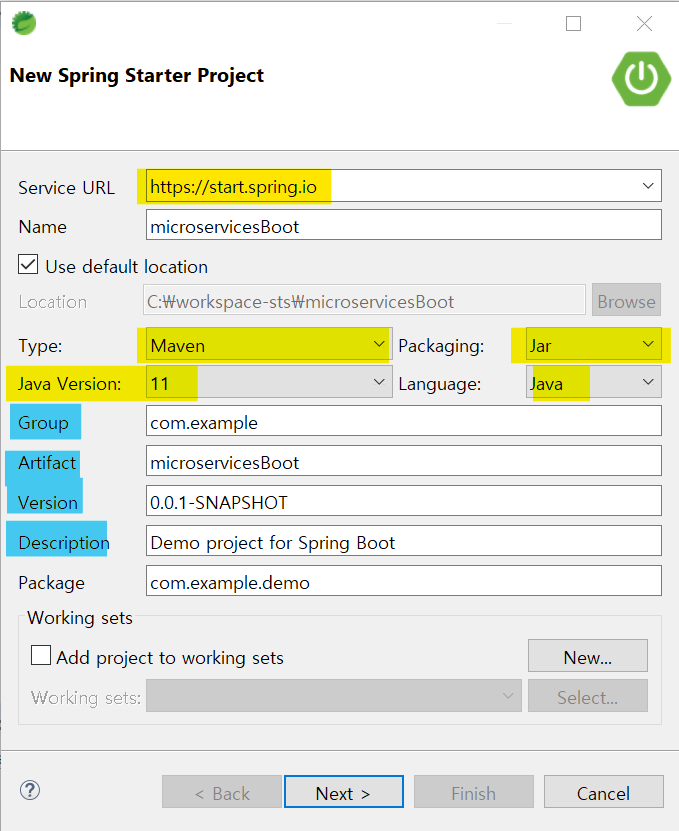 New Spring Starter Project
Service URL https://start.spring.io
Name microservicesBoot
Use default location
Location C:₩workspace-sts₩microservicesBoot Browse
Type: Maven Packaging: Jar
Java Version: 11 Language: Java
Group com.example
Artifact microservicesBoot
Version 0.0.1-SNAPSHOT
Description Demo project for Spring Boot
Package com.example.demo
Working sets
Add project to working sets New...
Working sets: Select...
? < Back Next > Finish Cancel